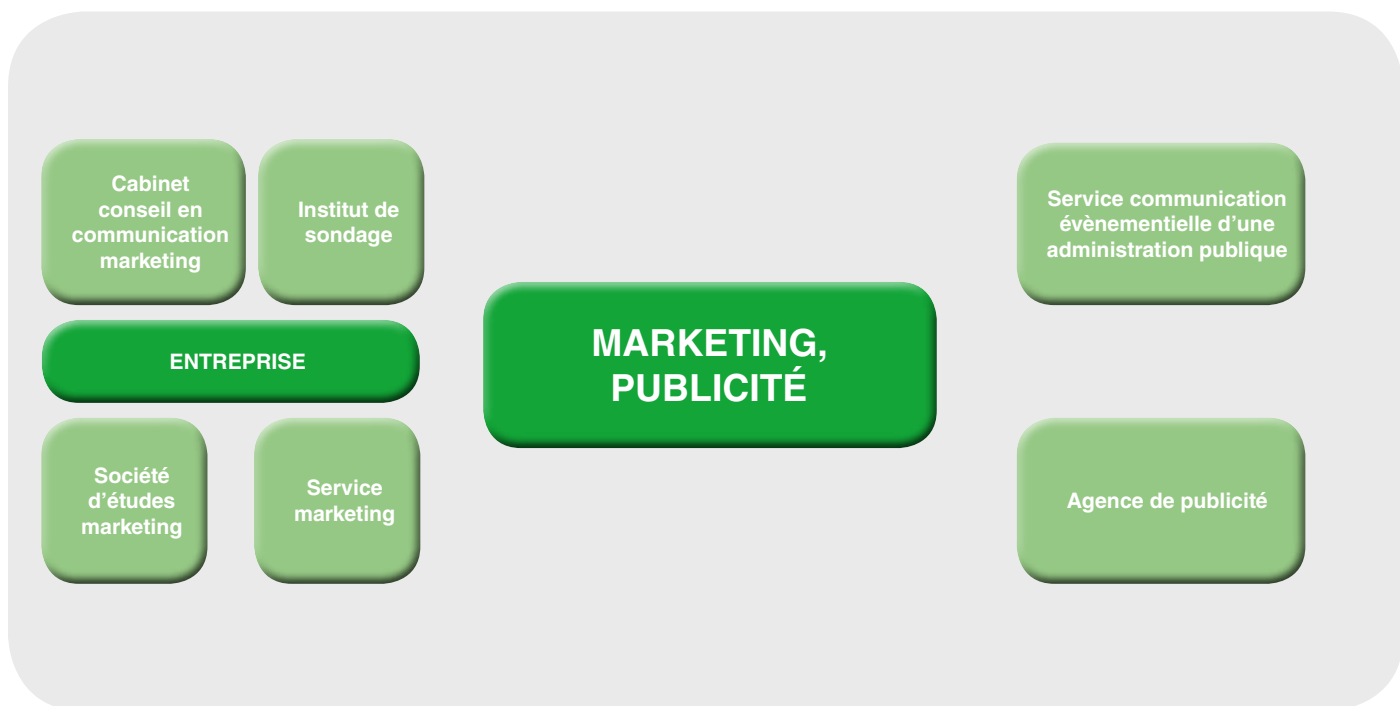 Cabinet
conseil en
communication
marketing
Institut de
sondage
ENTREPRISE
Société
d’études
marketing
Service
marketing
MARKETING,
PUBLICITÉ
Service communication
évènementielle d’une
administration publique
Agence de publicité